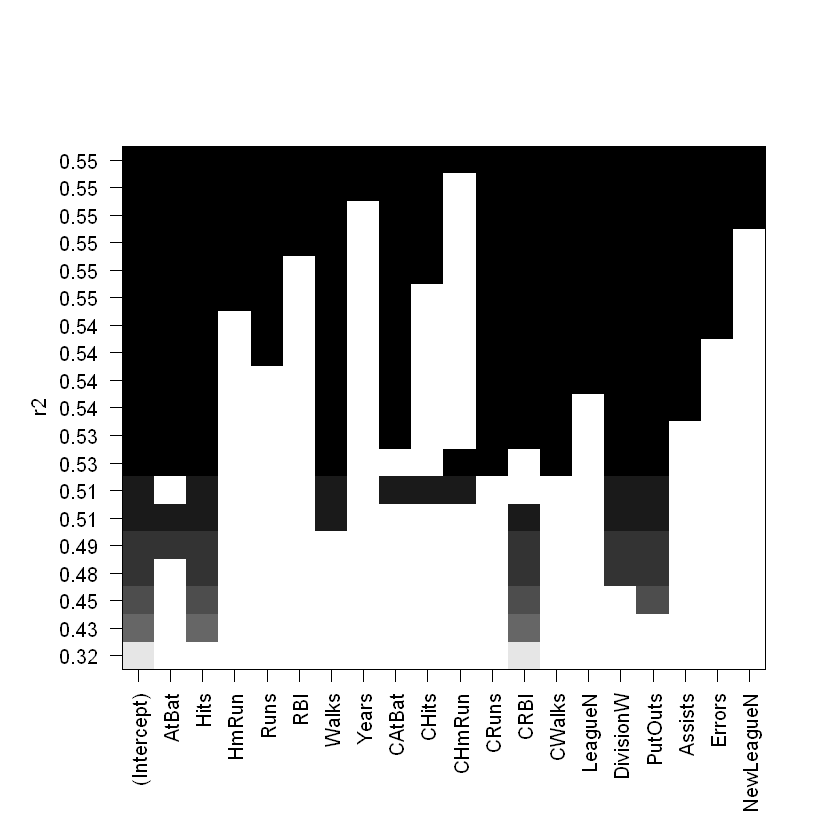 0.55
0.55
0.55
0.55
0.55
0.55
0.54
0.54
0.54
0.54
0.53
0.53
0.51
0.51
0.49
0.48
0.45
0.43
0.32
r2
(Intercept)
AtBat
Hits
HmRun
Runs
RBI
Walks
Years
CAtBat
CHits
CHmRun
CRuns
CRBI
CWalks
LeagueN
DivisionW
PutOuts
Assists
Errors
NewLeagueN